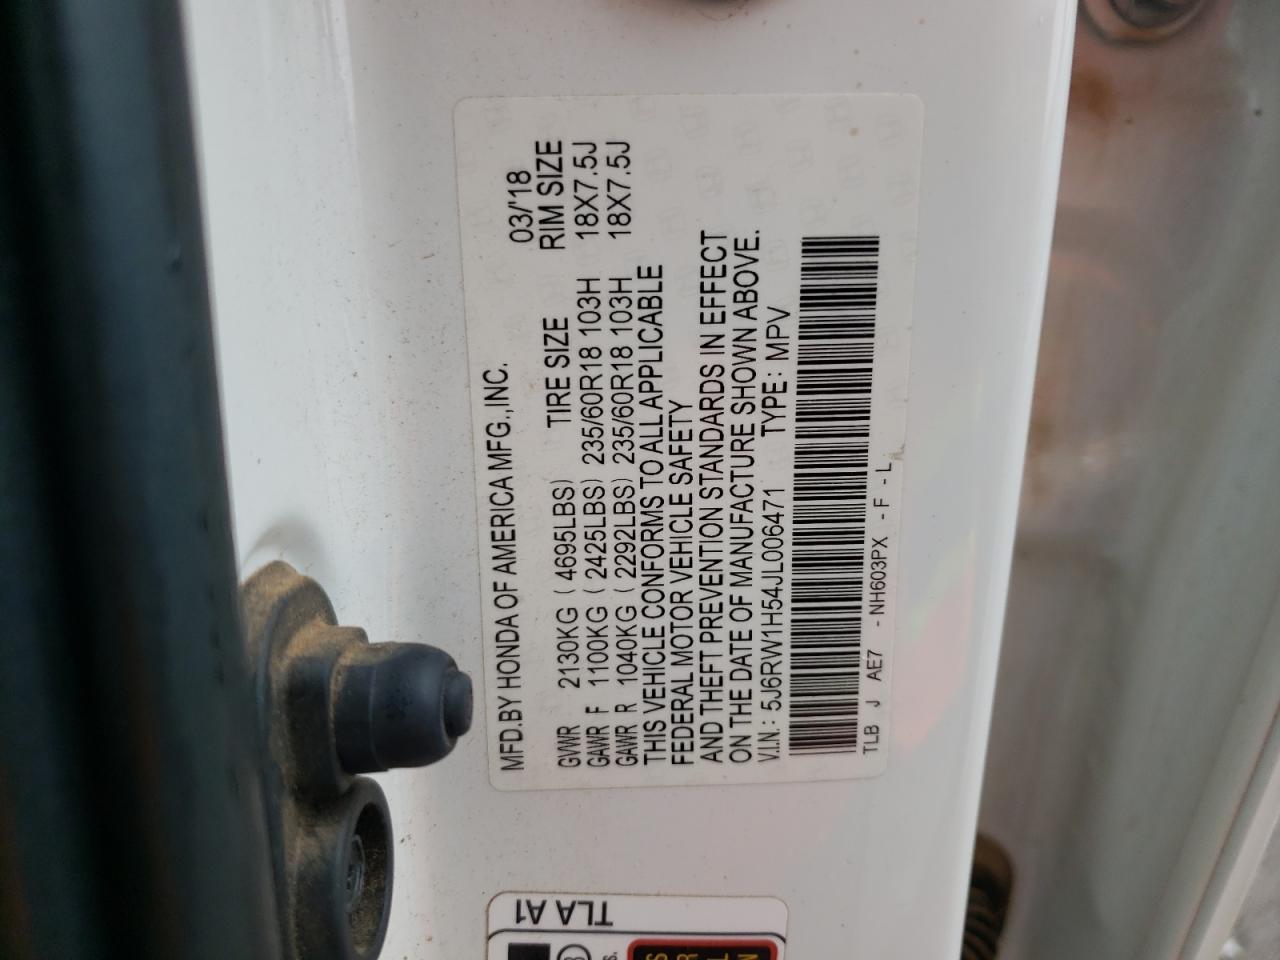 MFD.BY HONDA OF AMERICA MFG.,INC. 03/'18
TIRE SIZE RIM SIZE
GVWR 2130KG ( 4695LBS)
GAWR F 1100KG ( 2425LBS) 235/60R18 103H 18X7.5J
GAWR R 1040KG ( 2292LBS) 235/60R18 103H 18X7.5J
THIS VEHICLE CONFORMS TO ALL APPLICABLE
FEDERAL MOTOR VEHICLE SAFETY
AND THEFT PREVENTION STANDARDS IN EFFECT
ON THE DATE OF MANUFACTURE SHOWN ABOVE.
V.I.N.: 5J6RW1H54JL006471 TYPE: MPV
TLB J AE7 - NH603PX - F - L
TLA A1